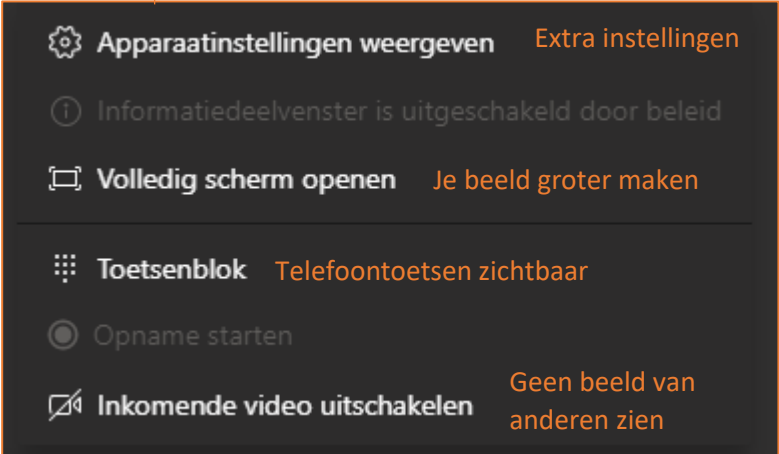 Apparaatinstellingen weergeven Extra instellingen
Informatiedeelvenster is uitgeschakeld door beleid
Volledig scherm openen Je beeld groter maken
Toetsenblok Telefoontoetsen zichtbaar
Opname starten
Inkomende video uitschakelen
Geen beeld van
anderen zien